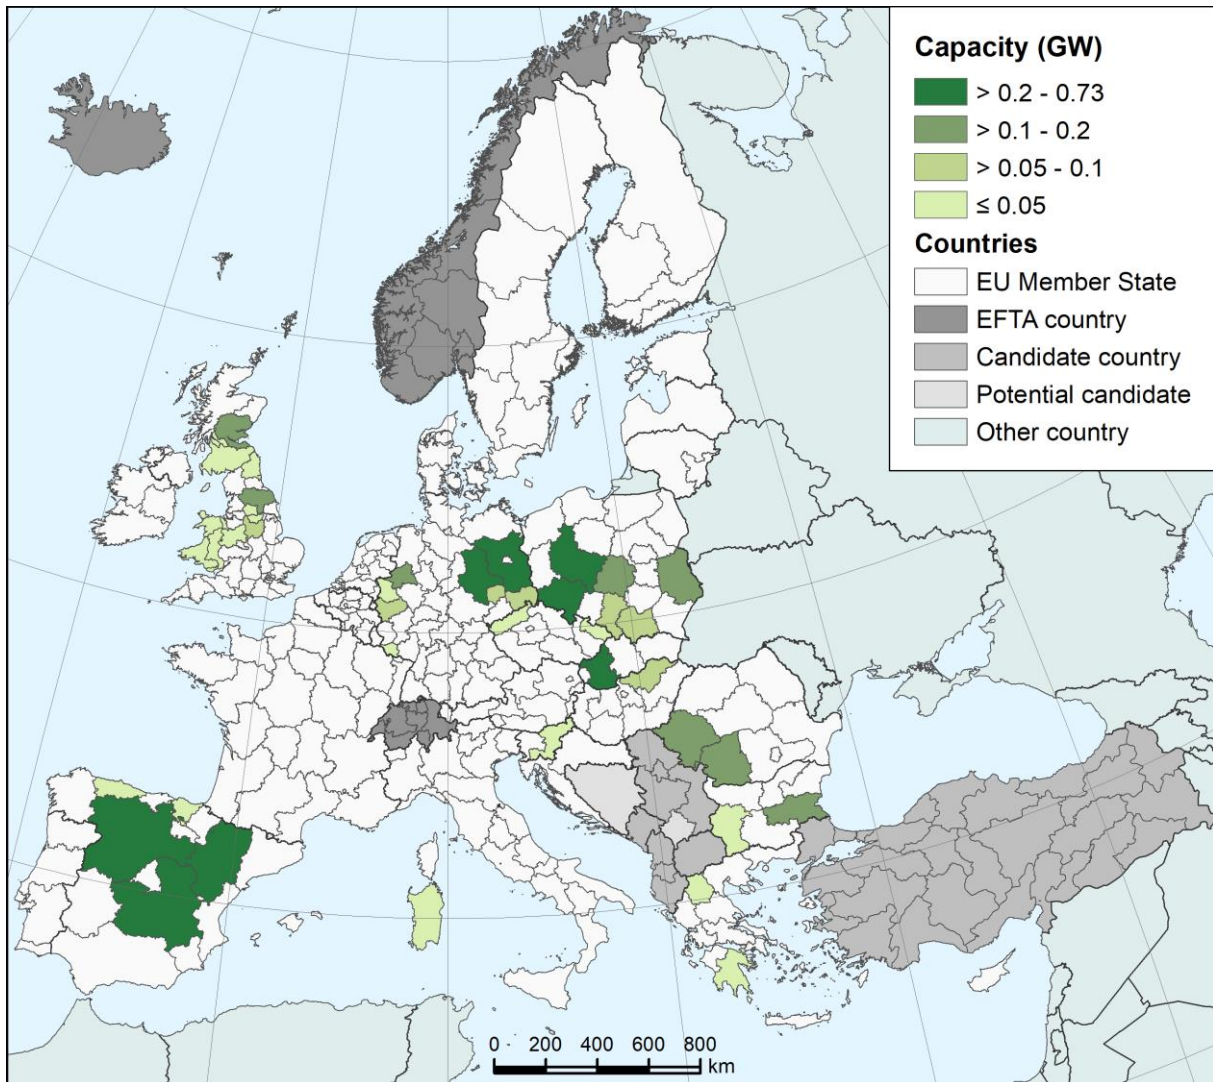 Capacity (GW)
> 0.2 - 0.73
> 0.1 - 0.2
> 0.05 - 0.1
≤ 0.05
Countries
EU Member State
EFTA country
Candidate country
Potential candidate
Other country
0 200 400 600 800
km